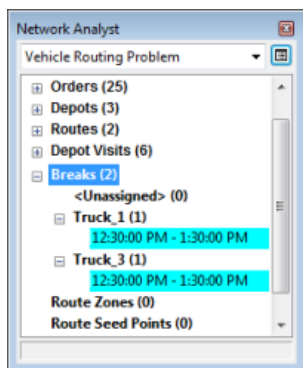 Network Analyst
Vehicle Routing Problem
Orders (25)
Depots (3)
Routes (2)
Depot Visits (6)
Breaks (2)
<Unassigned> (0)
Truck_1 (1)
12:30:00 PM - 1:30:00 PM
Truck_3 (1)
12:30:00 PM - 1:30:00 PM
Route Zones (0)
Route Seed Points (0)